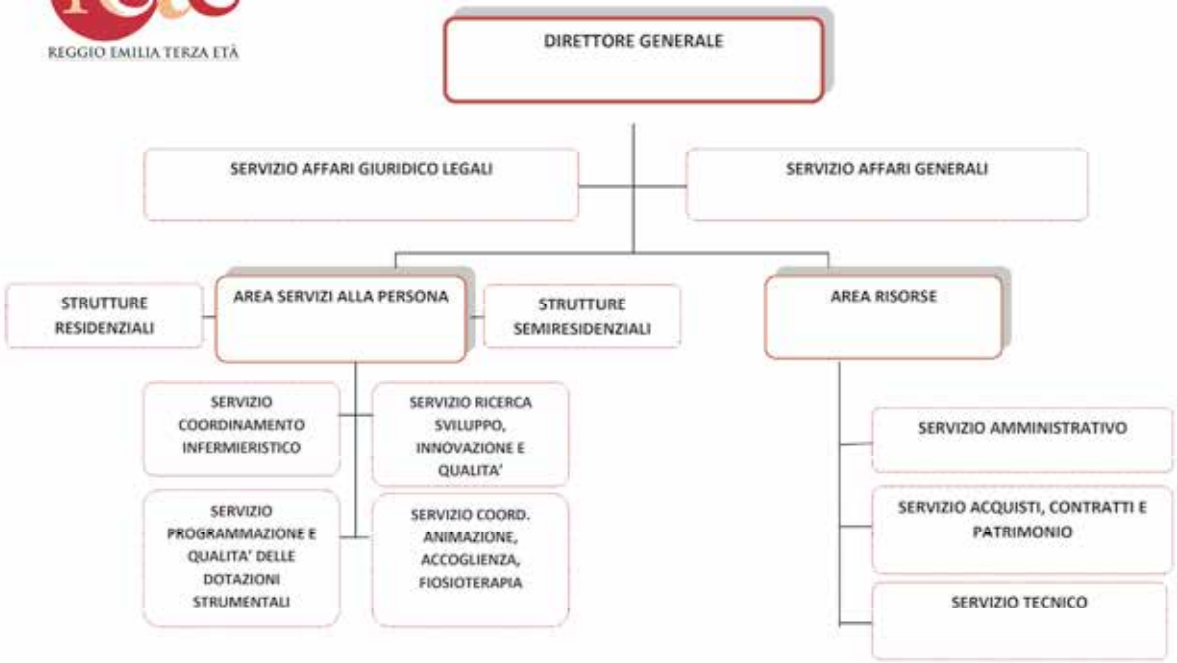 REGGIO EMILIA TERZA ETÀ
DIRETTORE GENERALE
SERVIZIO AFFARI GIURIDICO LEGALI
SERVIZIO AFFARI GENERALI
STRUTTURE
RESIDENZIALI
AREA SERVIZI ALLA PERSONA
STRUTTURE
SEMIRESIDENZIALI
AREA RISORSE
SERVIZIO
COORDINAMENTO
INFERMIERISTICO
SERVIZIO RICERCA
SVILUPPO,
INNOVAZIONE E
QUALITA’
SERVIZIO
PROGRAMMAZIONE E
QUALITA’ DELLE
DOTAZIONI
STRUMENTALI
SERVIZIO COORD.
ANIMAZIONE,
ACCOGLIENZA,
FIOSIOTERAPIA
SERVIZIO AMMINISTRATIVO
SERVIZIO ACQUISTI, CONTRATTI E
PATRIMONIO
SERVIZIO TECNICO